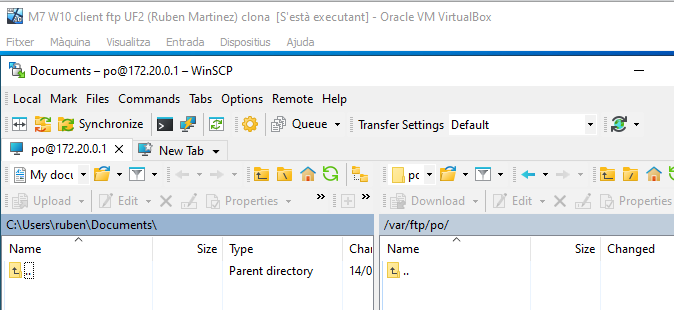 M7 W10 client ftp UF2 (Ruben Martinez) clona [S'està executant] - Oracle VM VirtualBox
Fitxer Màquina Visualitza Entrada Dispositius Ajuda
Documents – po@172.20.0.1 – WinSCP
Local Mark Files Commands Tabs Options Remote Help
Synchronize Queue Transfer Settings Default
po@172.20.0.1 New Tab
My docu po
Upload Edit Properties Download Edit Properties
C:\Users\ruben\Documents\ /var/ftp/po/
Name Size Type Chan Name Size Changed
.. Parent directory 14/0 ..